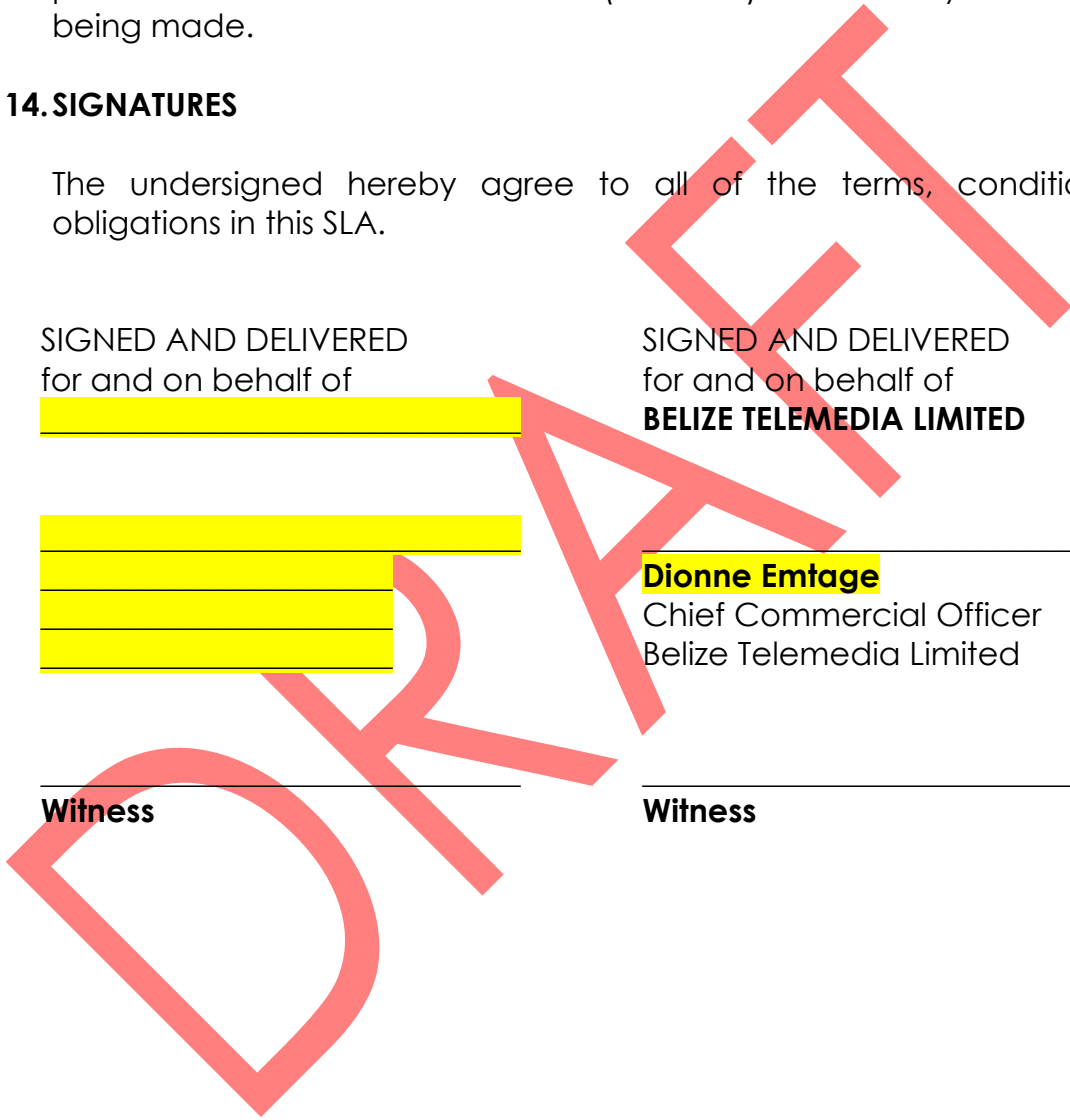 being made.
14. SIGNATURES
The undersigned hereby agree to all of the terms,
obligations in this SLA.
SIGNED AND DELIVERED
for and on behalf of
SIGNED AND DELIVERED
for and on behalf of
BELIZE TELEMEDIA LIMITED
Dionne Emtage
Chief Commercial Officer
Belize Telemedia Limited
Witness
Witness
DRAFT